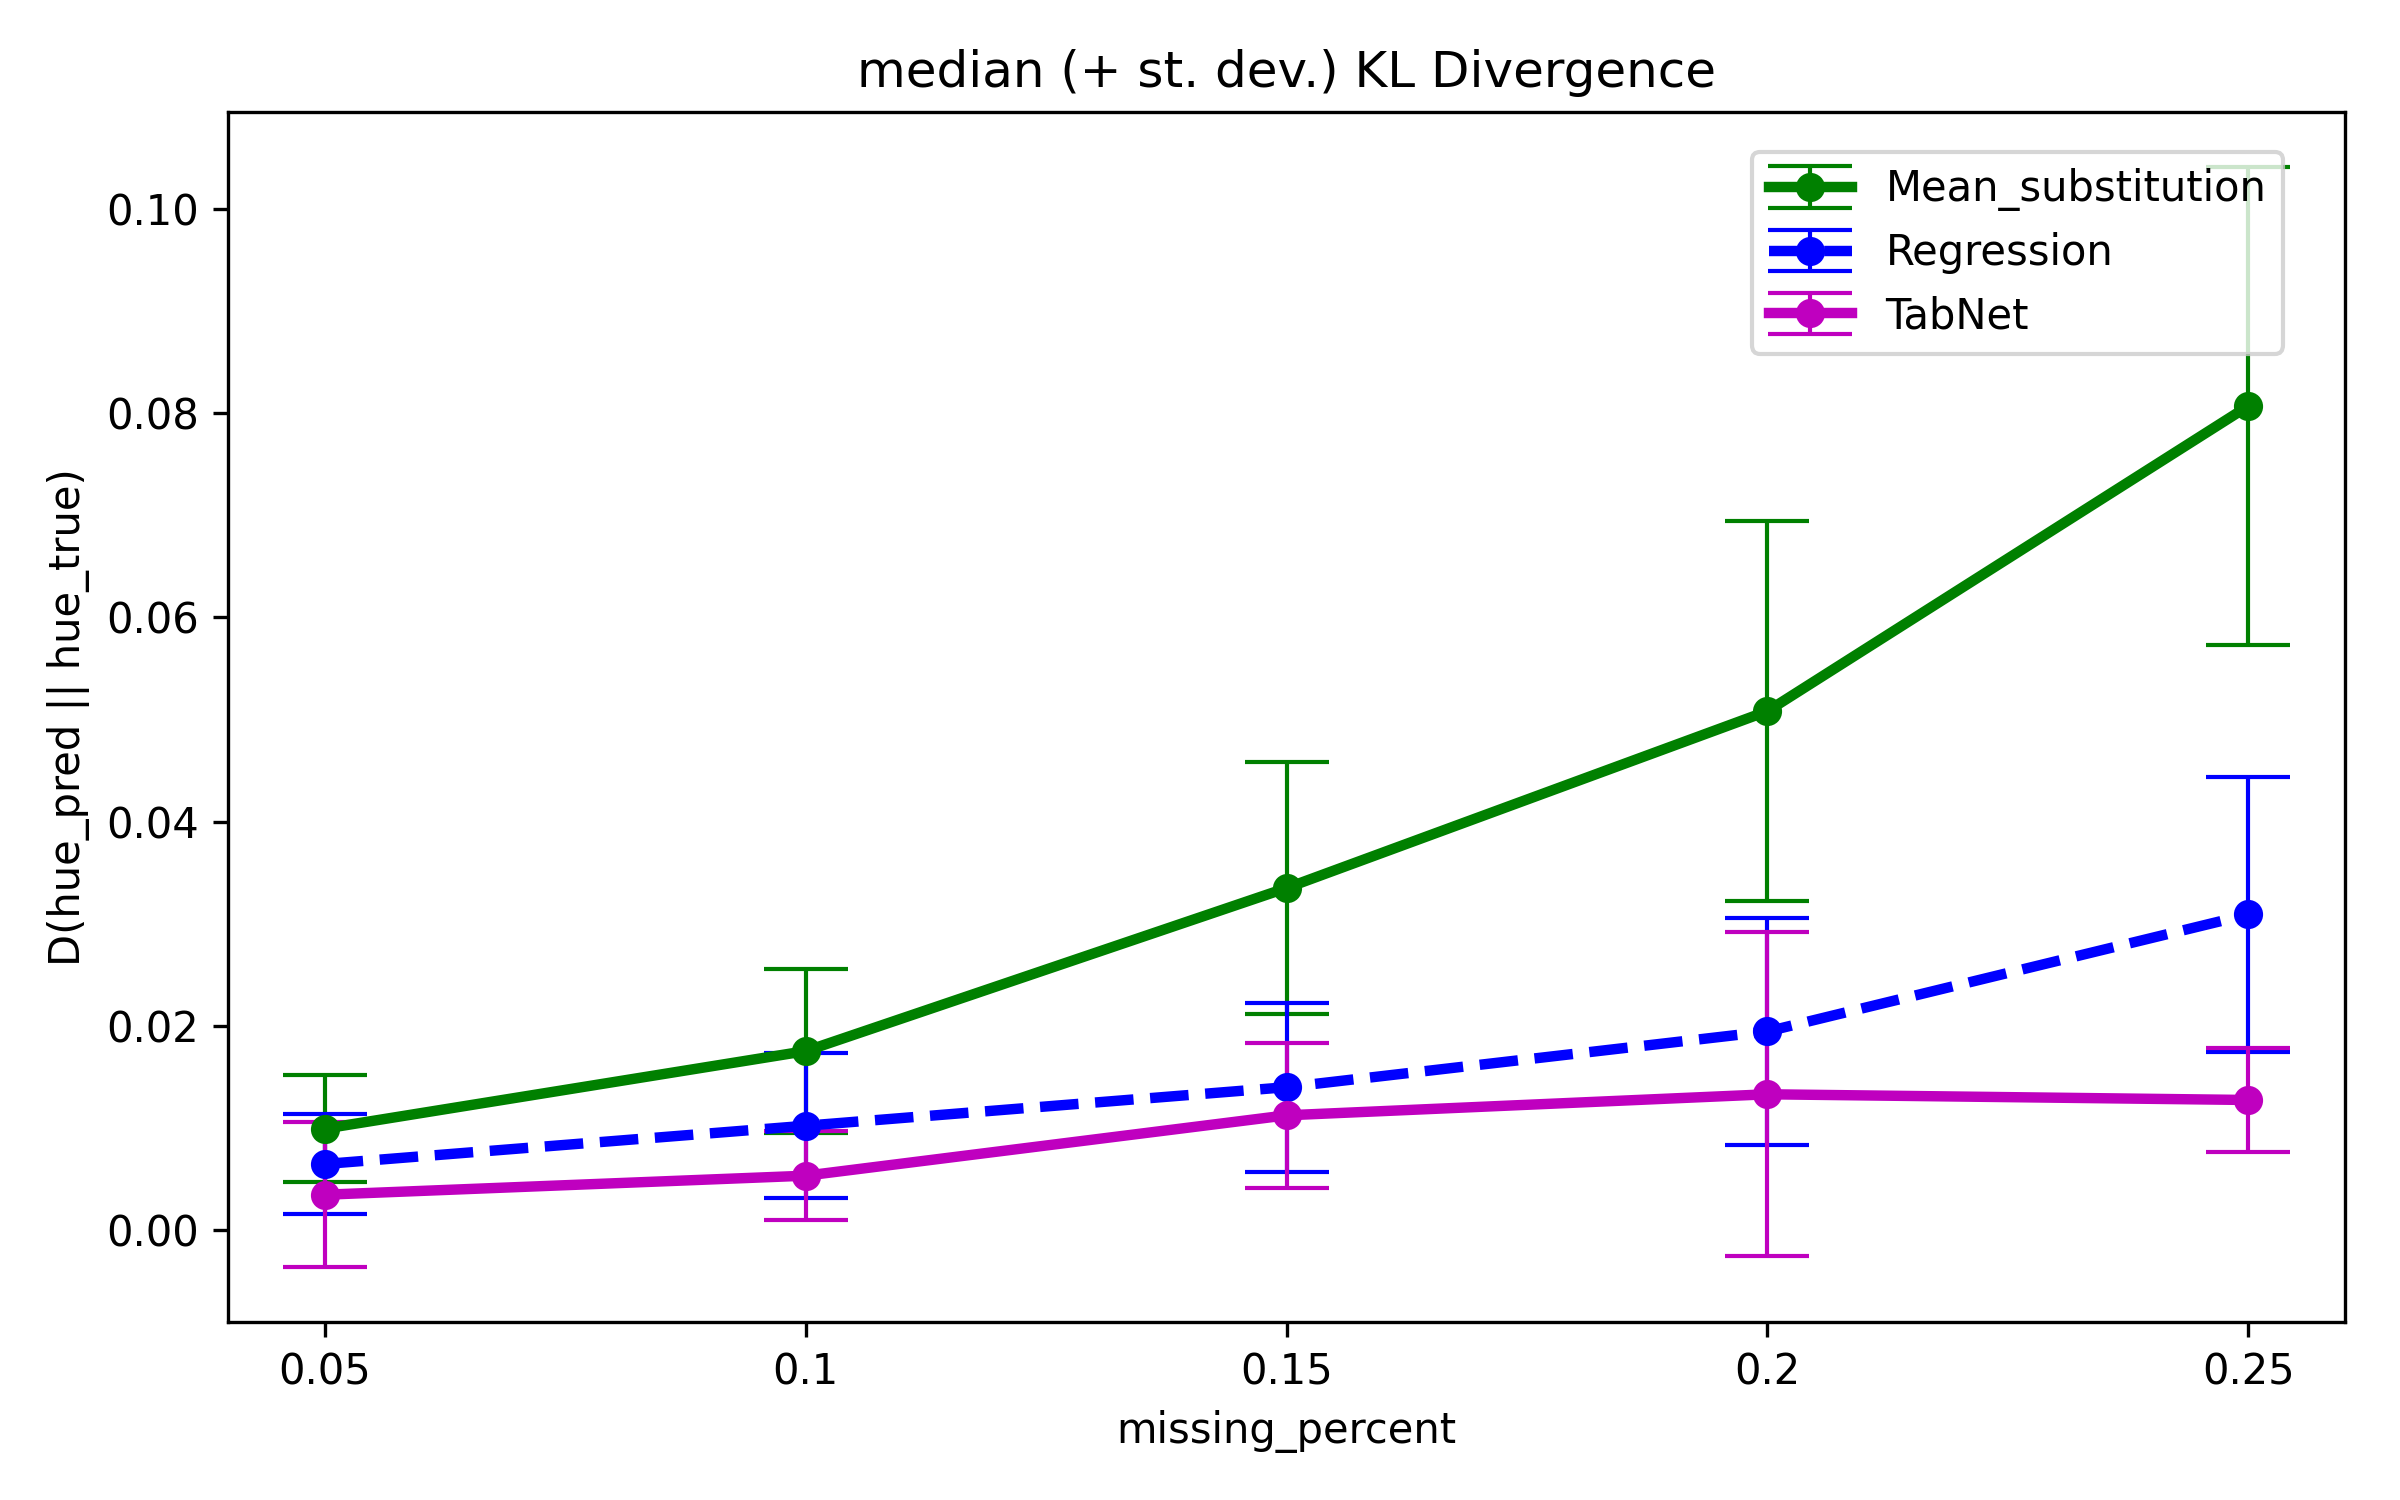 median (+ st. dev.) KL Divergence
Mean_substitution
Regression
TabNet
D(hue_pred || hue_true)
0.10
0.08
0.06
0.04
0.02
0.00
0.05 0.1 0.15 0.2 0.25
missing_percent